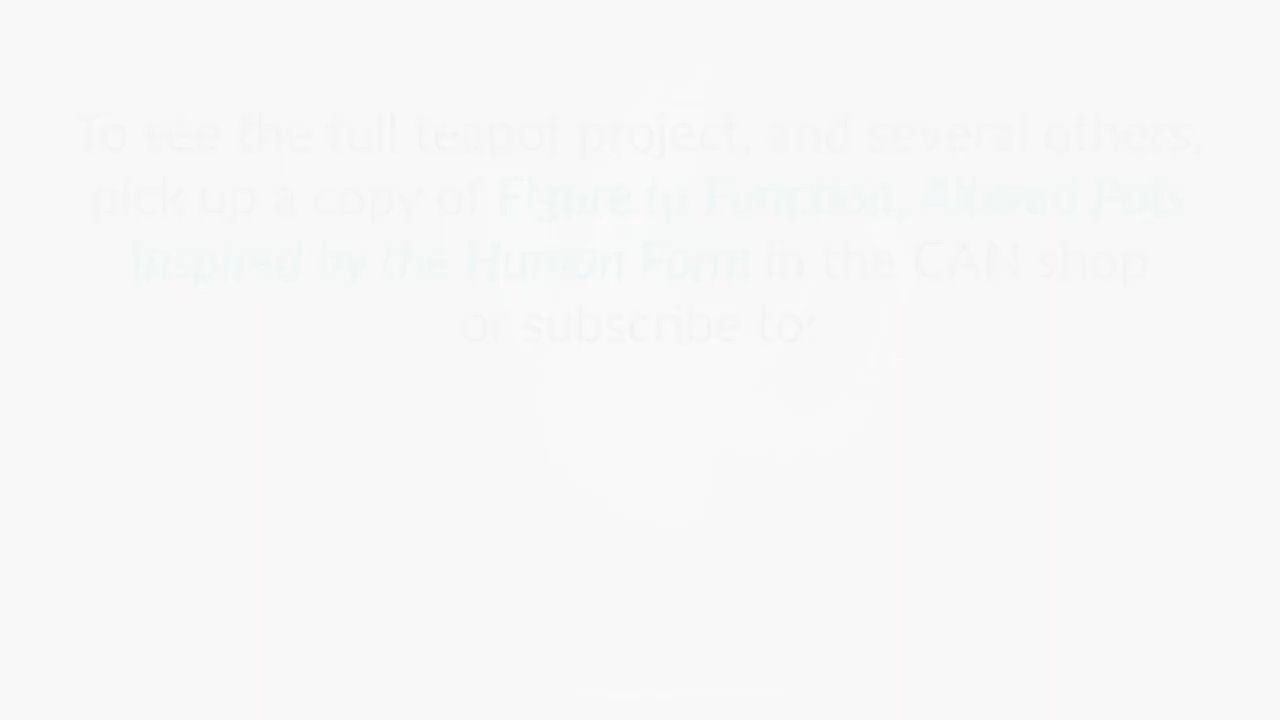 To see the full teapot project, and several others,
pick up a copy of Figure to Function, Altered Pots
Inspired by the Human Form in the CAN shop
or subscribe to: